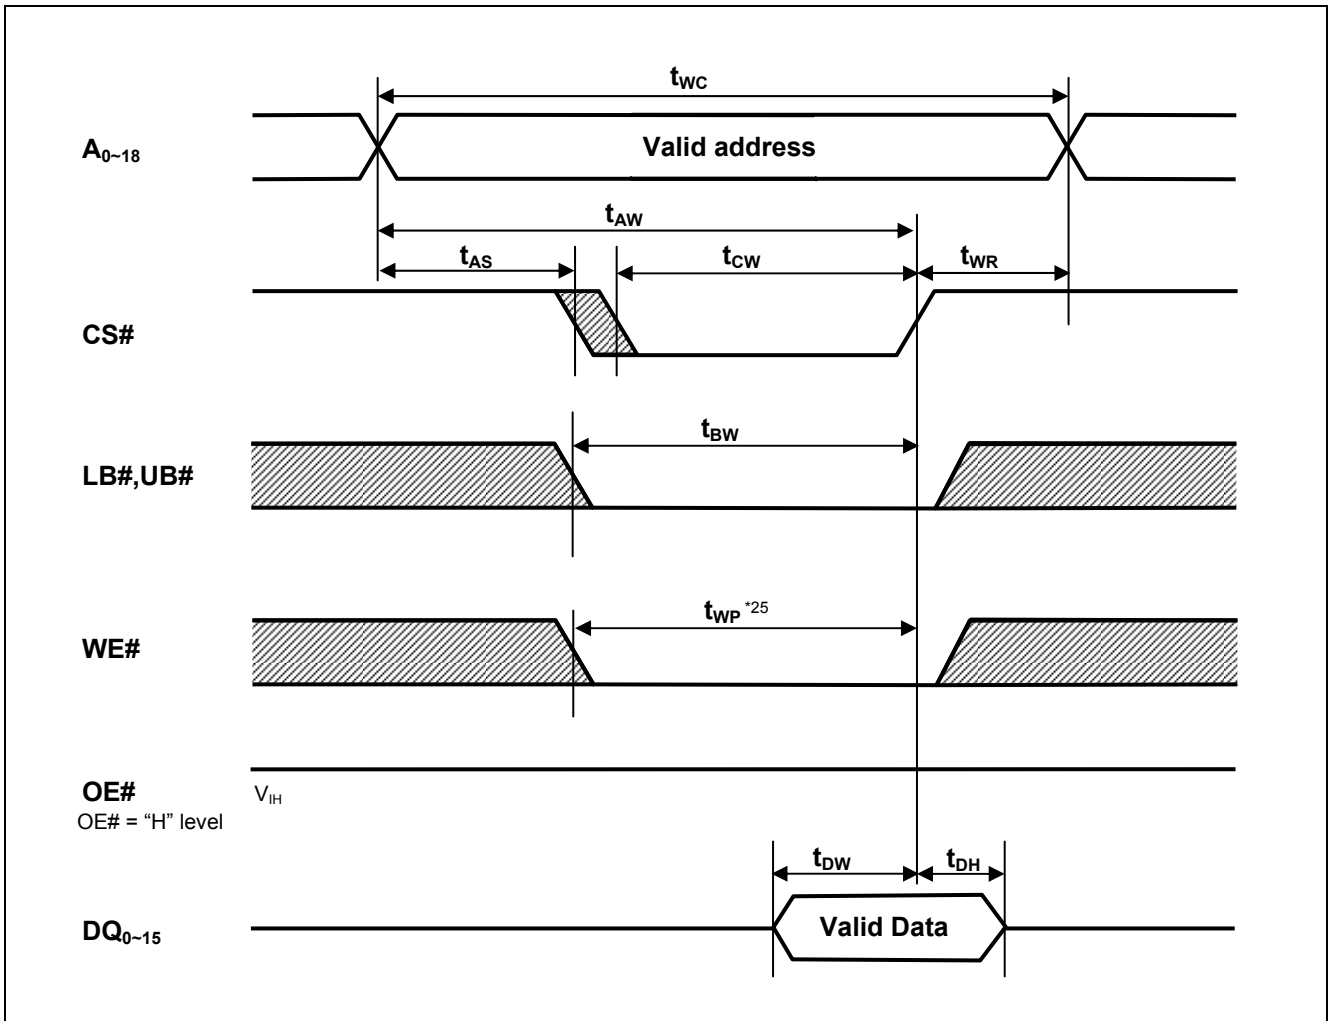 tWC
A0~18
Valid address
tAW
tAS
tCW
tWR
CS#
tBW
LB#,UB#
tWP *25
WE#
OE#
VIH
OE# = “H” level
tDW
tDH
DQ0~15
Valid Data